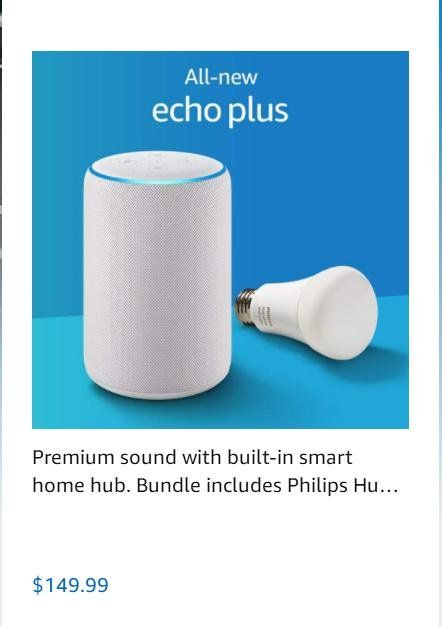 All-new
echo plus
Premium sound with built-in smart
home hub. Bundle includes Philips Hu...
$149.99